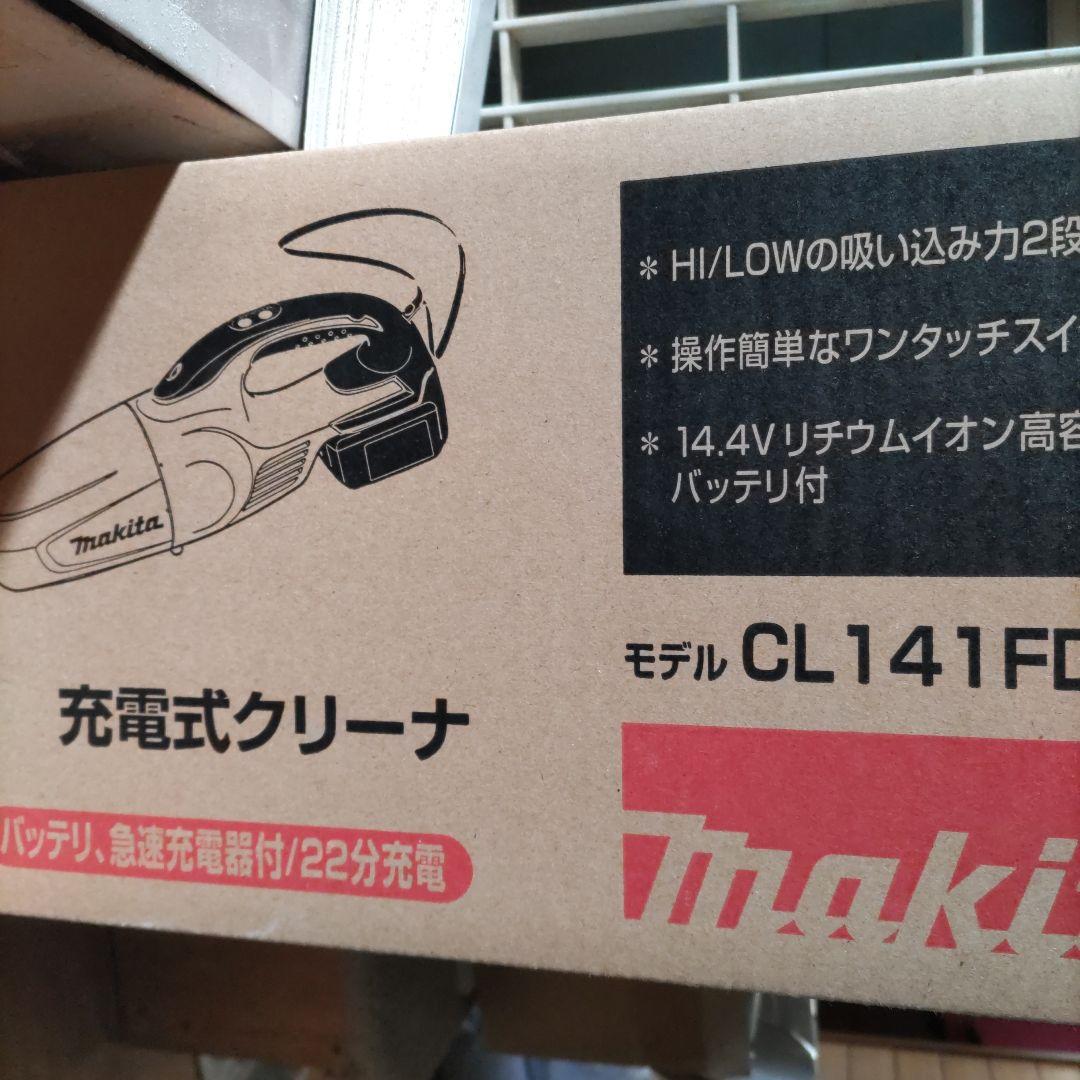 * HI/LOWの吸い込み力2段
* 操作簡単なワンタッチスイ
* 14.4Vリチウムイオン高容
バッテリ付
makita
モデル CL141FD
充電式クリーナ
バッテリ、急速充電器付/22分充電
maki